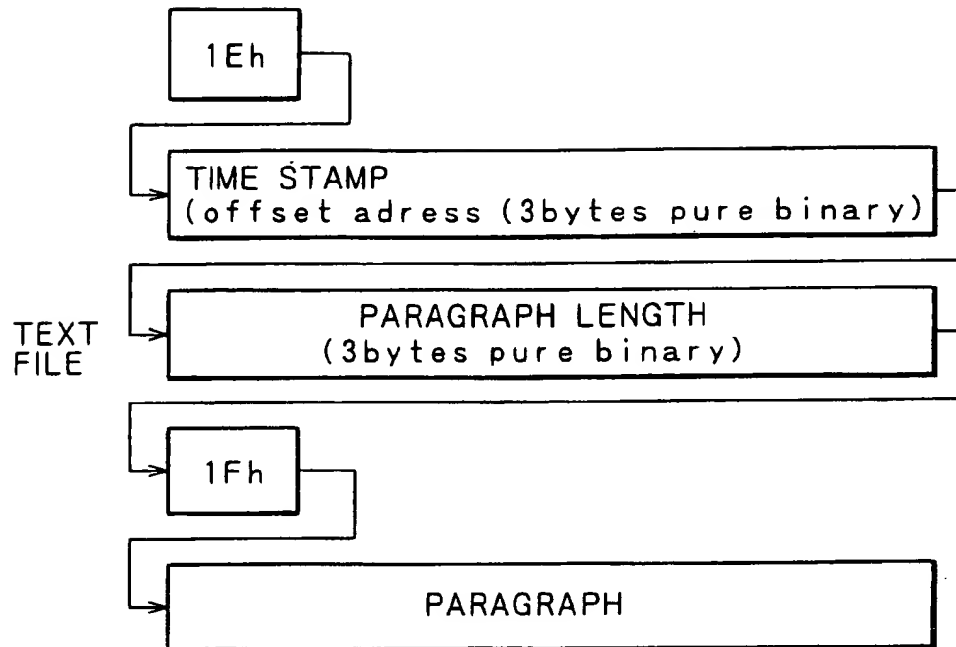 1Eh
TIME STAMP
(offset adress (3bytes pure binary)
PARAGRAPH LENGTH
(3bytes pure binary)
TEXT
FILE
1Fh
PARAGRAPH